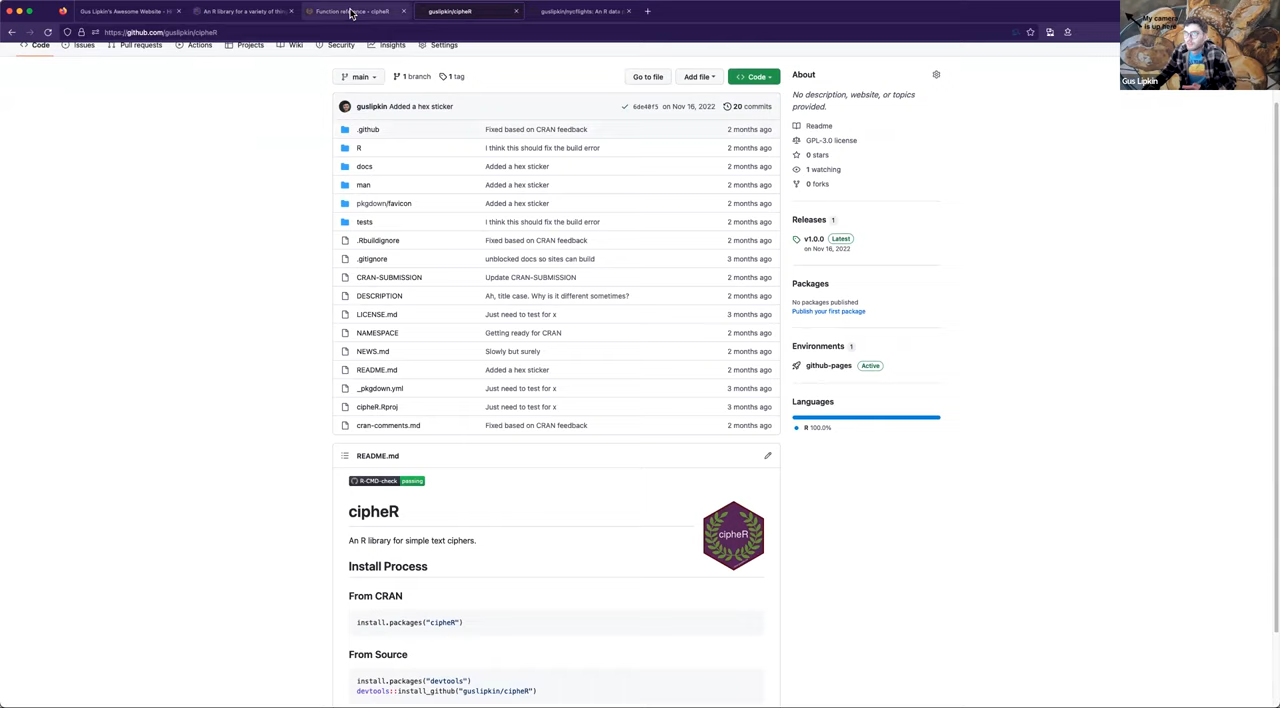 Gus Lipkin's Awesome Website - H
An R library for a variety of thin
Function reference - cipheR
guslipkin/cipheR
guslipkin/nycflights: An R data p
https://github.com/guslipkin/cipheR
Code Issues Pull requests Actions Projects Wiki Security Insights Settings
main 1 branch 1 tag Go to file Add file Code
guslipkin Added a hex sticker 6de40f5 on Nov 16, 2022 20 commits
.github Fixed based on CRAN feedback 2 months ago
R I think this should fix the build error 2 months ago
docs Added a hex sticker 2 months ago
man Added a hex sticker 2 months ago
pkgdown/favicon Added a hex sticker 2 months ago
tests I think this should fix the build error 2 months ago
.Rbuildignore Fixed based on CRAN feedback 2 months ago
.gitignore unblocked docs so sites can build 3 months ago
CRAN-SUBMISSION Update CRAN-SUBMISSION 2 months ago
DESCRIPTION Ah, title case. Why is it different sometimes? 2 months ago
LICENSE.md Just need to test for x 3 months ago
NAMESPACE Getting ready for CRAN 2 months ago
NEWS.md Slowly but surely 2 months ago
README.md Added a hex sticker 2 months ago
_pkgdown.yml Just need to test for x 3 months ago
cipheR.Rproj Just need to test for x 3 months ago
cran-comments.md Fixed based on CRAN feedback 2 months ago
README.md
R-CMD-check passing
cipheR
cipheR
An R library for simple text ciphers.
Install Process
From CRAN
install.packages("cipheR")
From Source
install.packages("devtools")
devtools::install_github("guslipkin/cipheR")
About
No description, website, or topics
provided.
Readme
GPL-3.0 license
0 stars
1 watching
0 forks
Releases 1
v1.0.0 Latest
on Nov 16, 2022
Packages
No packages published
Publish your first package
Environments 1
github-pages Active
Languages
R 100.0%
My camera
is up here
Gus Lipkin